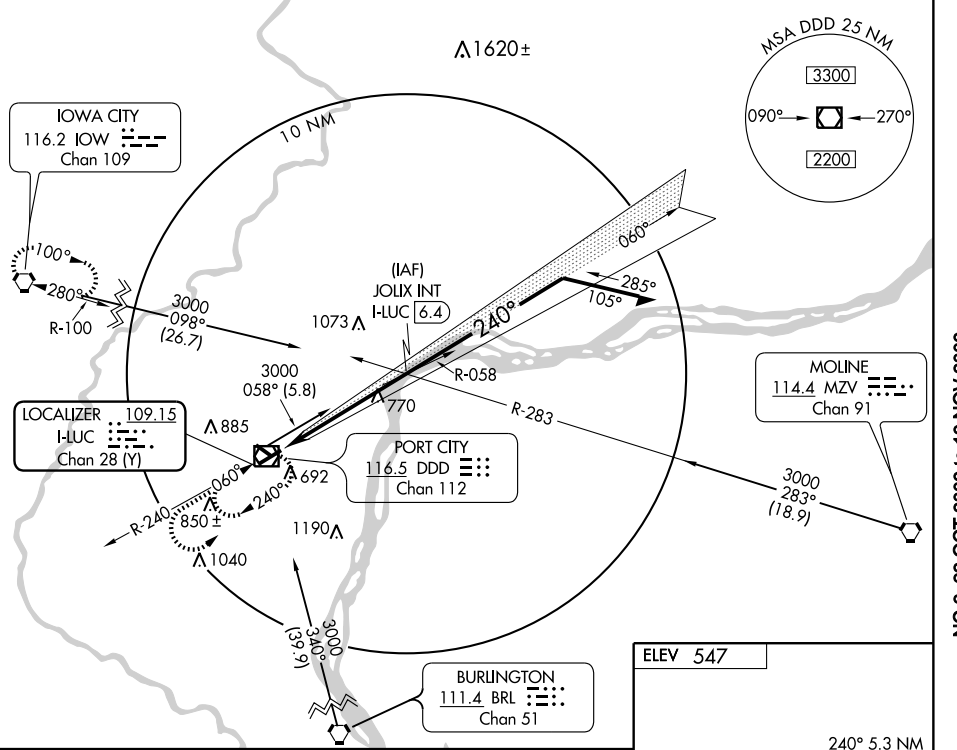 1620±
MSA DDD 25 NM
3300
090°
270°
2200
IOWA CITY
116.2 IOW
Chan 109
10 NM
100°
280°
R-100
3000
098°
(26.7)
(IAF)
JOLIX INT
I-LUC 6.4
1073
060°
285°
105°
240°
R-058
3000
058° (5.8)
770
R-283
MOLINE
114.4 MZV
Chan 91
LOCALIZER 109.15
I-LUC
Chan 28 (Y)
885
PORT CITY
116.5 DDD
Chan 112
692
060°
240°
R-240
850±
1190
1040
3000
283°
(18.9)
3000
340°
(39.9)
BURLINGTON
111.4 BRL
Chan 51
ELEV 547
240° 5.3 NM